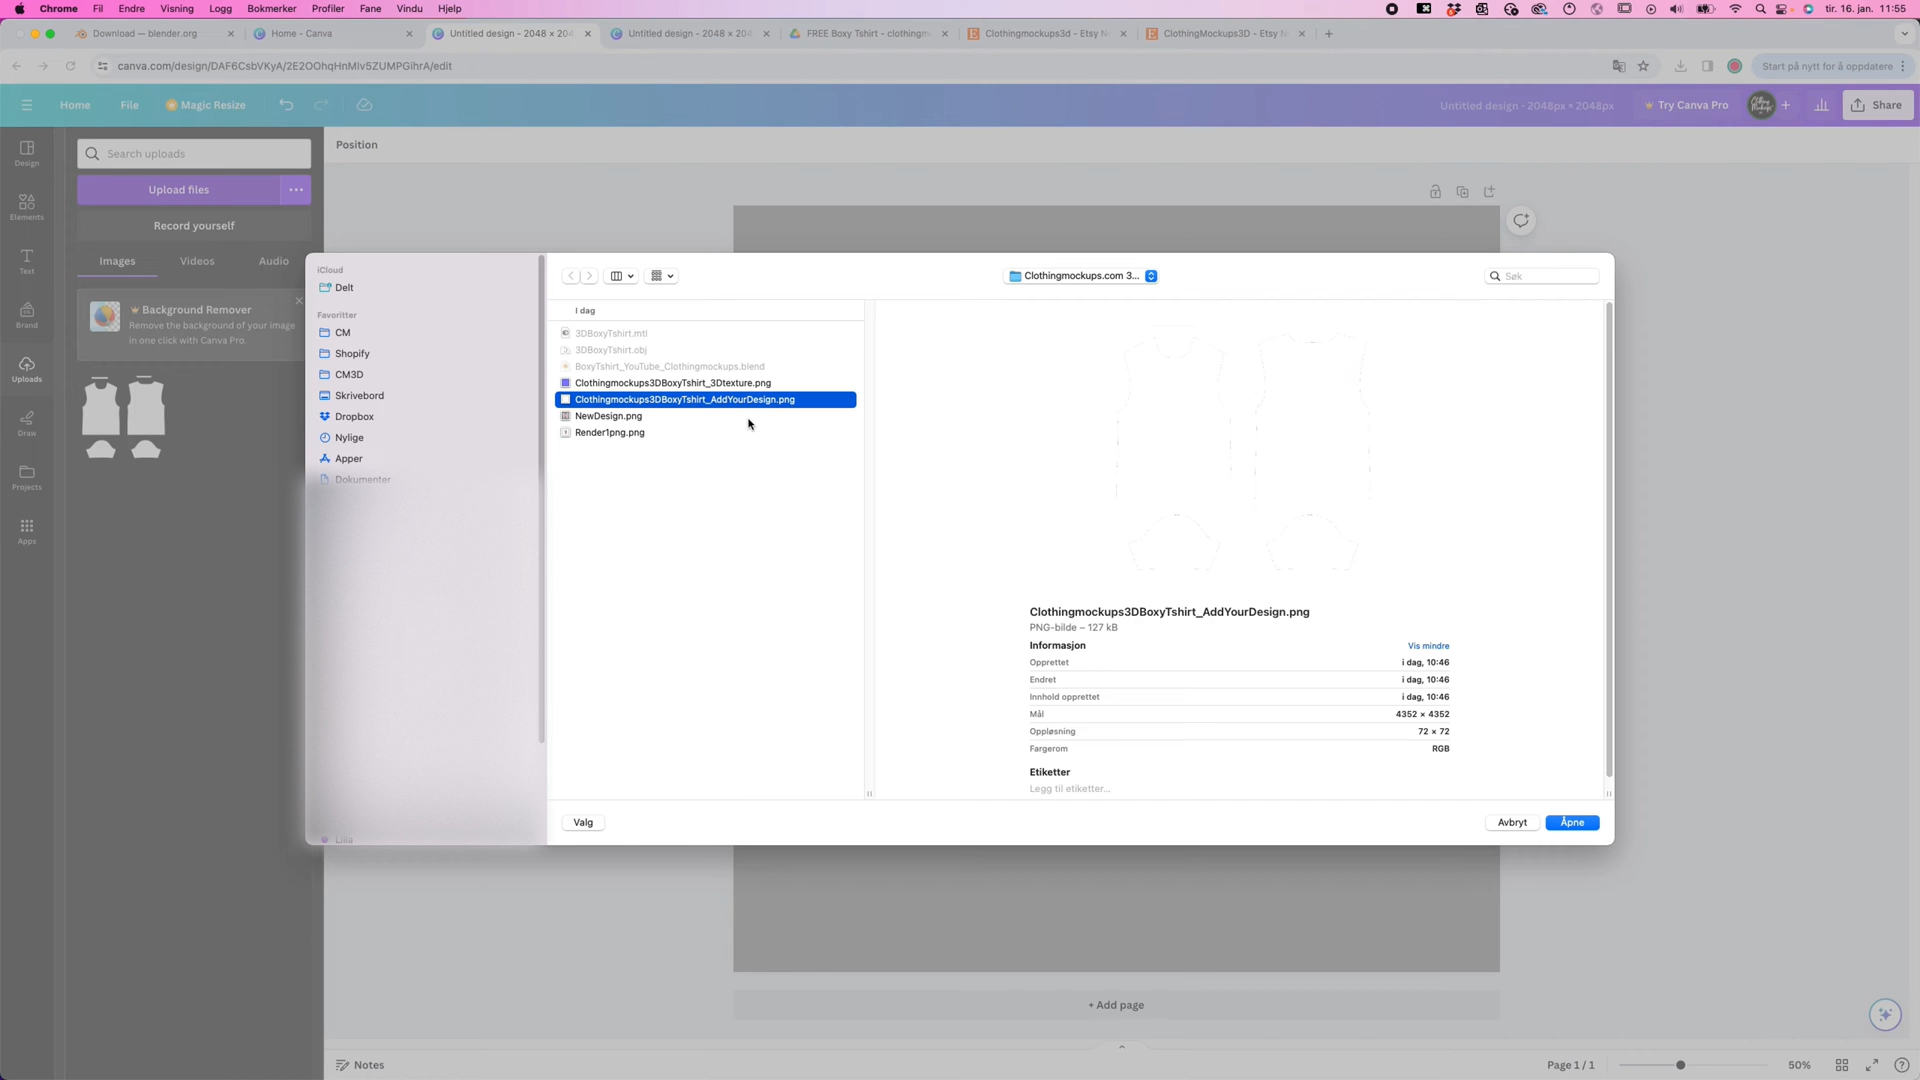 Chrome Fil Endre Visning Logg Bokmerker Profiler Fane Vindu Hjelp tir. 16. jan. 11:55
Download — blender.org Home - Canva Untitled design - 2048 × 204 Untitled design - 2048 × 204 FREE Boxy Tshirt - clothingm Clothingmockups3d - Etsy N ClothingMockups3D - Etsy N
canva.com/design/DAF6CsbVKyA/2E2OOhqHnMlv5ZUMPGihrA/edit Start på nytt for å oppdatere
Home File Magic Resize Untitled design - 2048px × 2048px Try Canva Pro Share
Position
Design
Elements
Text
Brand
Uploads
Draw
Projects
Apps
Search uploads
Upload files
Record yourself
Images Videos Audio
Background Remover
Remove the background of your image
in one click with Canva Pro.
iCloud
Delt
Favoritter
CM
Shopify
CM3D
Skrivebord
Dropbox
Nylige
Apper
Dokumenter
Lilla
Clothingmockups.com 3... Søk
I dag
3DBoxyTshirt.mtl
3DBoxyTshirt.obj
BoxyTshirt_YouTube_Clothingmockups.blend
Clothingmockups3DBoxyTshirt_3Dtexture.png
Clothingmockups3DBoxyTshirt_AddYourDesign.png
NewDesign.png
Render1png.png
Clothingmockups3DBoxyTshirt_AddYourDesign.png
PNG-bilde – 127 kB
Informasjon Vis mindre
Opprettet i dag, 10:46
Endret i dag, 10:46
Innhold opprettet i dag, 10:46
Mål 4352 × 4352
Oppløsning 72 × 72
Fargerom RGB
Etiketter
Legg til etiketter...
Valg Avbryt Åpne
+ Add page
Notes Page 1 / 1 50%